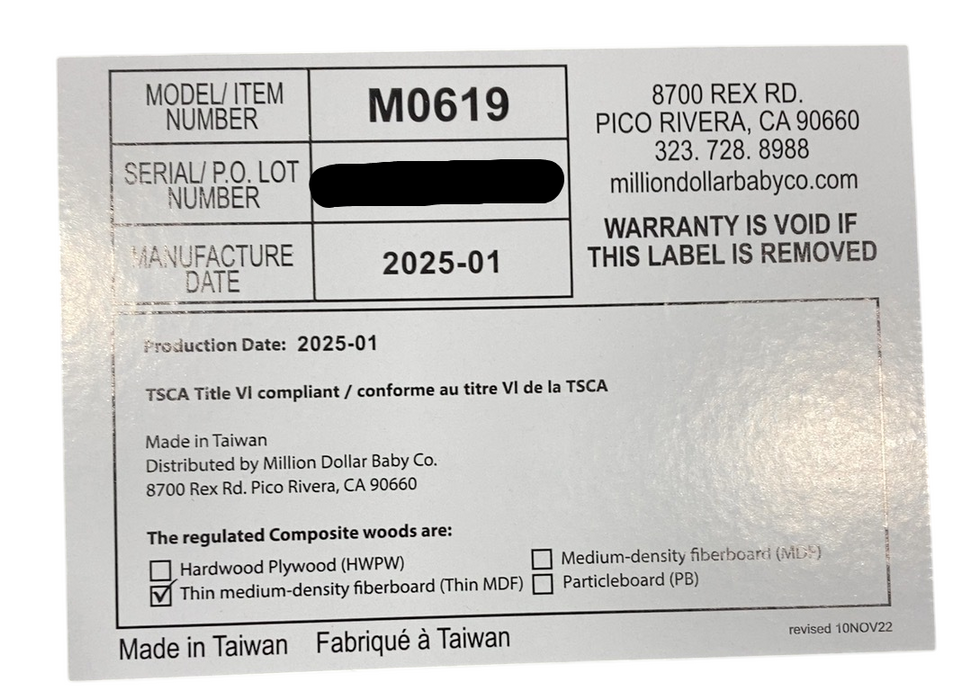 MODEL/ ITEM
NUMBER
M0619
SERIAL/ P.O. LOT
NUMBER
MANUFACTURE
DATE
2025-01
8700 REX RD.
PICO RIVERA, CA 90660
323. 728. 8988
milliondollarbabyco.com
WARRANTY IS VOID IF
THIS LABEL IS REMOVED
Production Date: 2025-01
TSCA Title VI compliant / conforme au titre VI de la TSCA
Made in Taiwan
Distributed by Million Dollar Baby Co.
8700 Rex Rd. Pico Rivera, CA 90660
The regulated Composite woods are:
Hardwood Plywood (HWPW)
Thin medium-density fiberboard (Thin MDF)
Medium-density fiberboard (MDF)
Particleboard (PB)
Made in Taiwan Fabriqué à Taiwan
revised 10NOV22